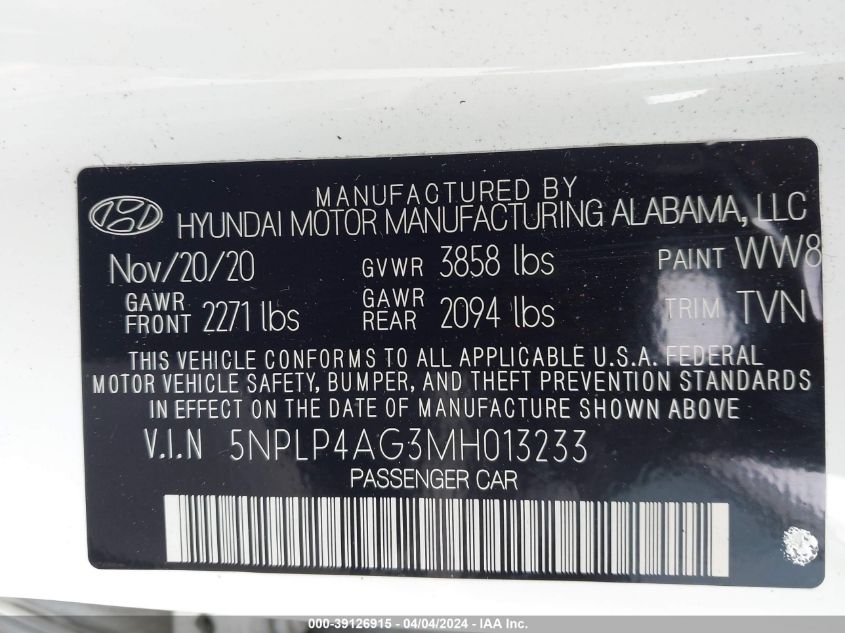 MANUFACTURED BY
HYUNDAI MOTOR MANUFACTURING ALABAMA, LLC
Nov/20/20 GVWR 3858 lbs PAINT WW8
GAWR FRONT 2271 lbs GAWR REAR 2094 lbs TRIM TVN
THIS VEHICLE CONFORMS TO ALL APPLICABLE U.S.A. FEDERAL
MOTOR VEHICLE SAFETY, BUMPER, AND THEFT PREVENTION STANDARDS
IN EFFECT ON THE DATE OF MANUFACTURE SHOWN ABOVE
V.I.N 5NPLP4AG3MH013233
PASSENGER CAR
000-39126915 - 04/04/2024 - IAA Inc.